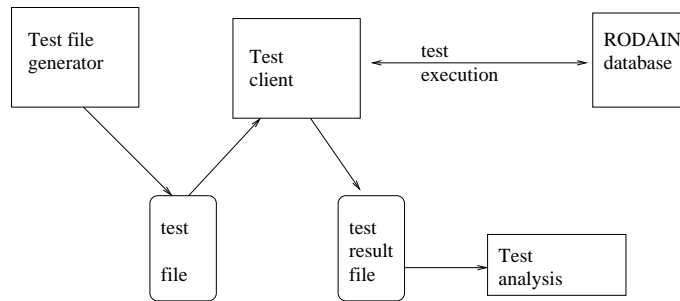 Test file
generator
Test
client
test
execution
RODAIN
database
test
file
test
result
file
Test
analysis